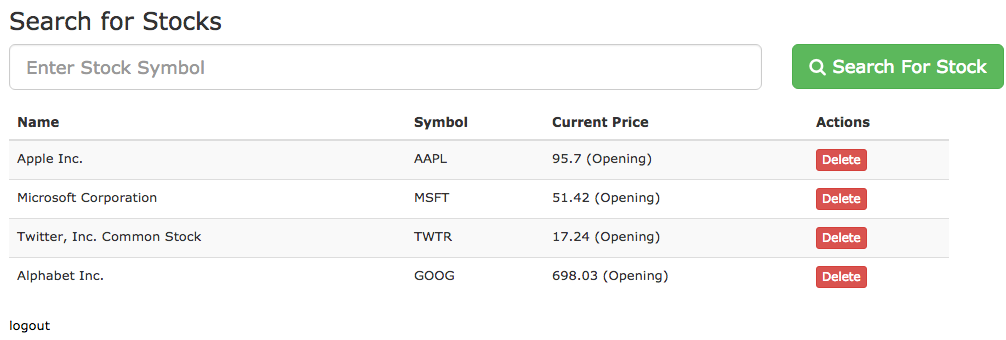 Search for Stocks
Enter Stock Symbol
Search For Stock
Name Symbol Current Price Actions
Apple Inc. AAPL 95.7 (Opening) Delete
Microsoft Corporation MSFT 51.42 (Opening) Delete
Twitter, Inc. Common Stock TWTR 17.24 (Opening) Delete
Alphabet Inc. GOOG 698.03 (Opening) Delete
logout